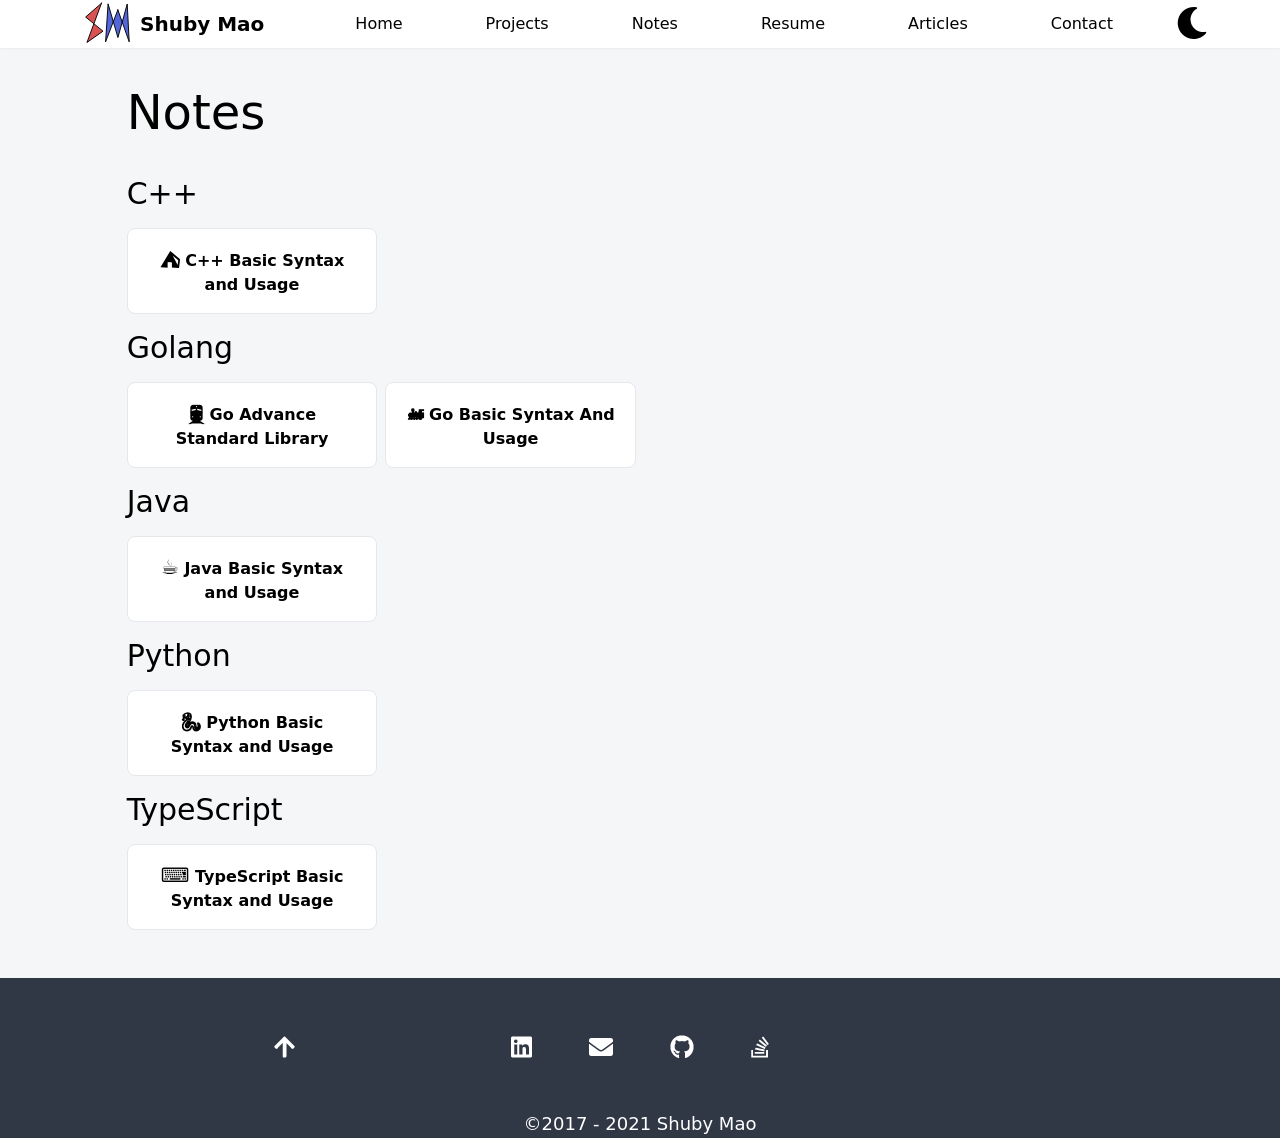 Shuby Mao Home Projects Notes Resume Articles Contact
Notes
C++
⛺ C++ Basic Syntax
and Usage
Golang
🚆 Go Advance
Standard Library
🚂 Go Basic Syntax And
Usage
Java
☕ Java Basic Syntax
and Usage
Python
🐍 Python Basic
Syntax and Usage
TypeScript
⌨ TypeScript Basic
Syntax and Usage
©2017 - 2021 Shuby Mao